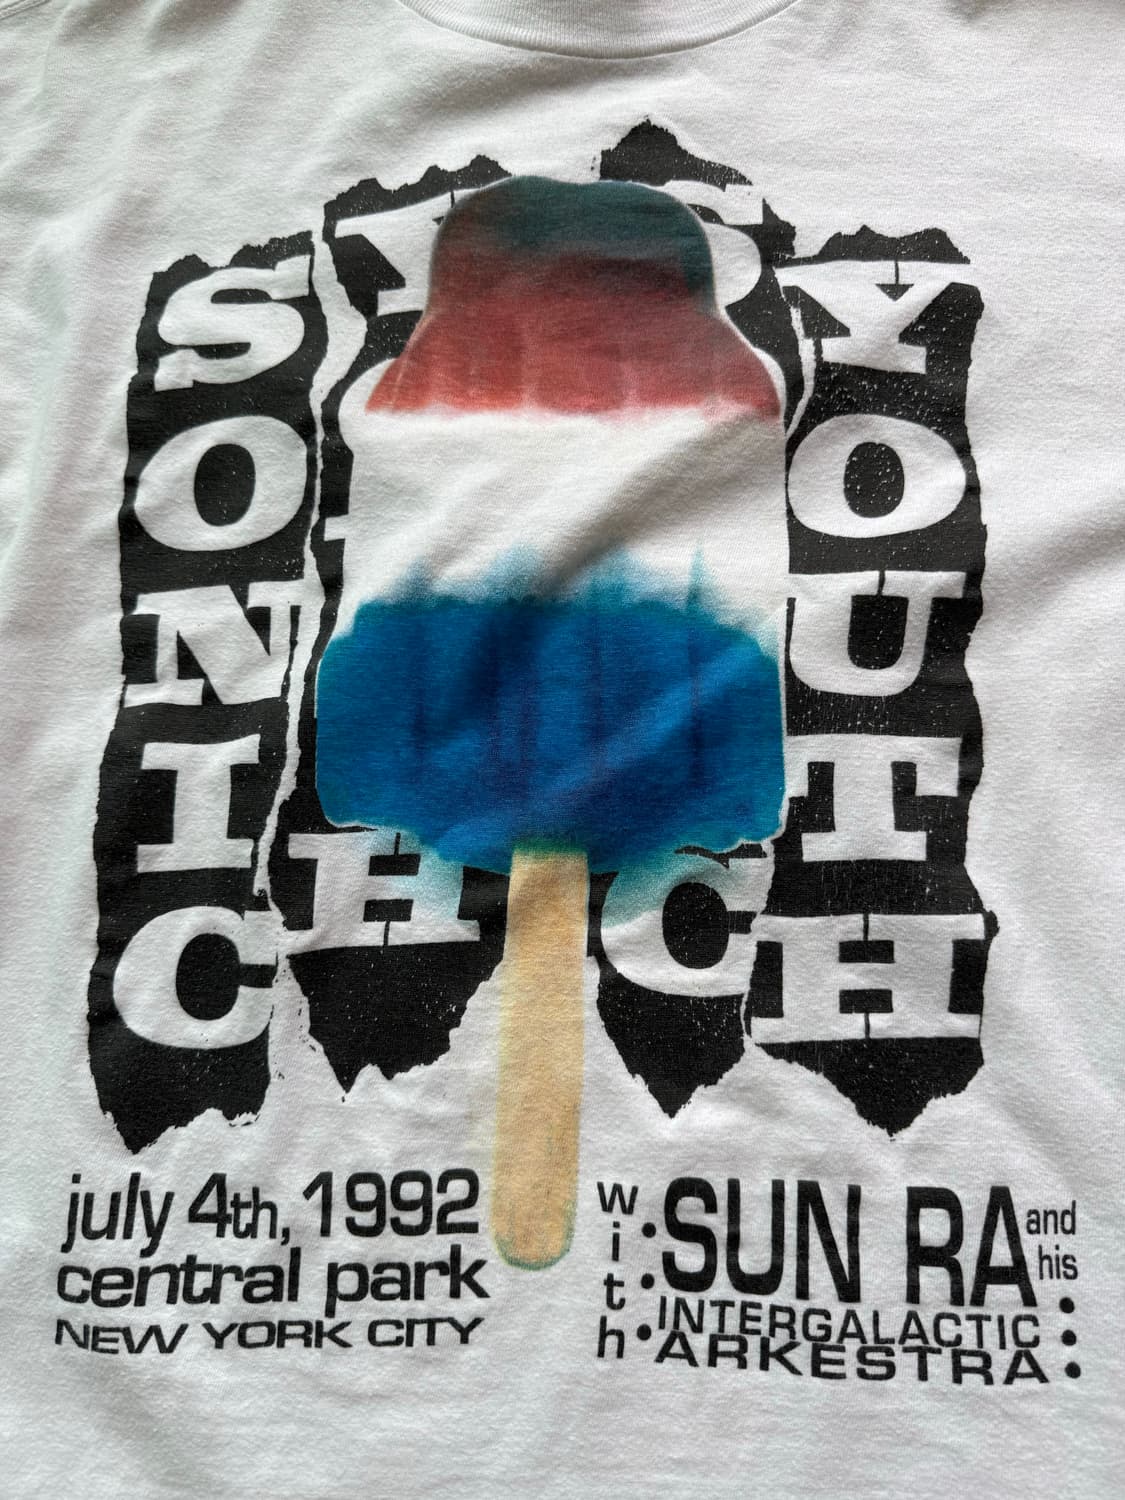 SONIC
YOUTH
july 4th, 1992
central park
NEW YORK CITY
with
SUN RA and his
INTERGALACTIC
ARKESTRA